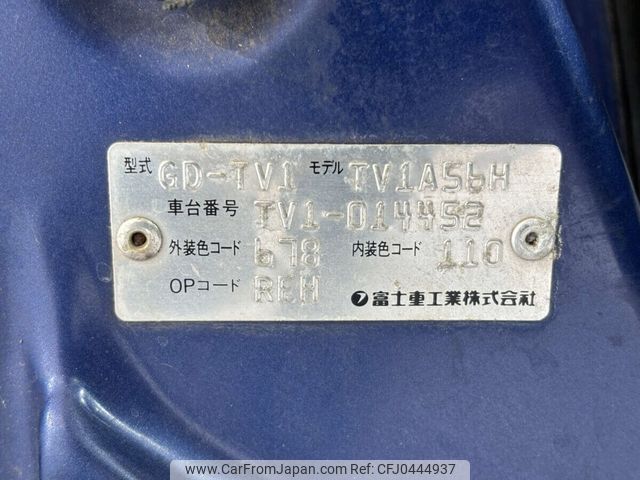 型式 GD-TV1 モデル TV1A56H
車台番号 TV1-014452
外装色コード 678 内装色コード 110
OPコード REH 富士重工業株式会社
www.CarFromJapan.com REFNO:250424444937